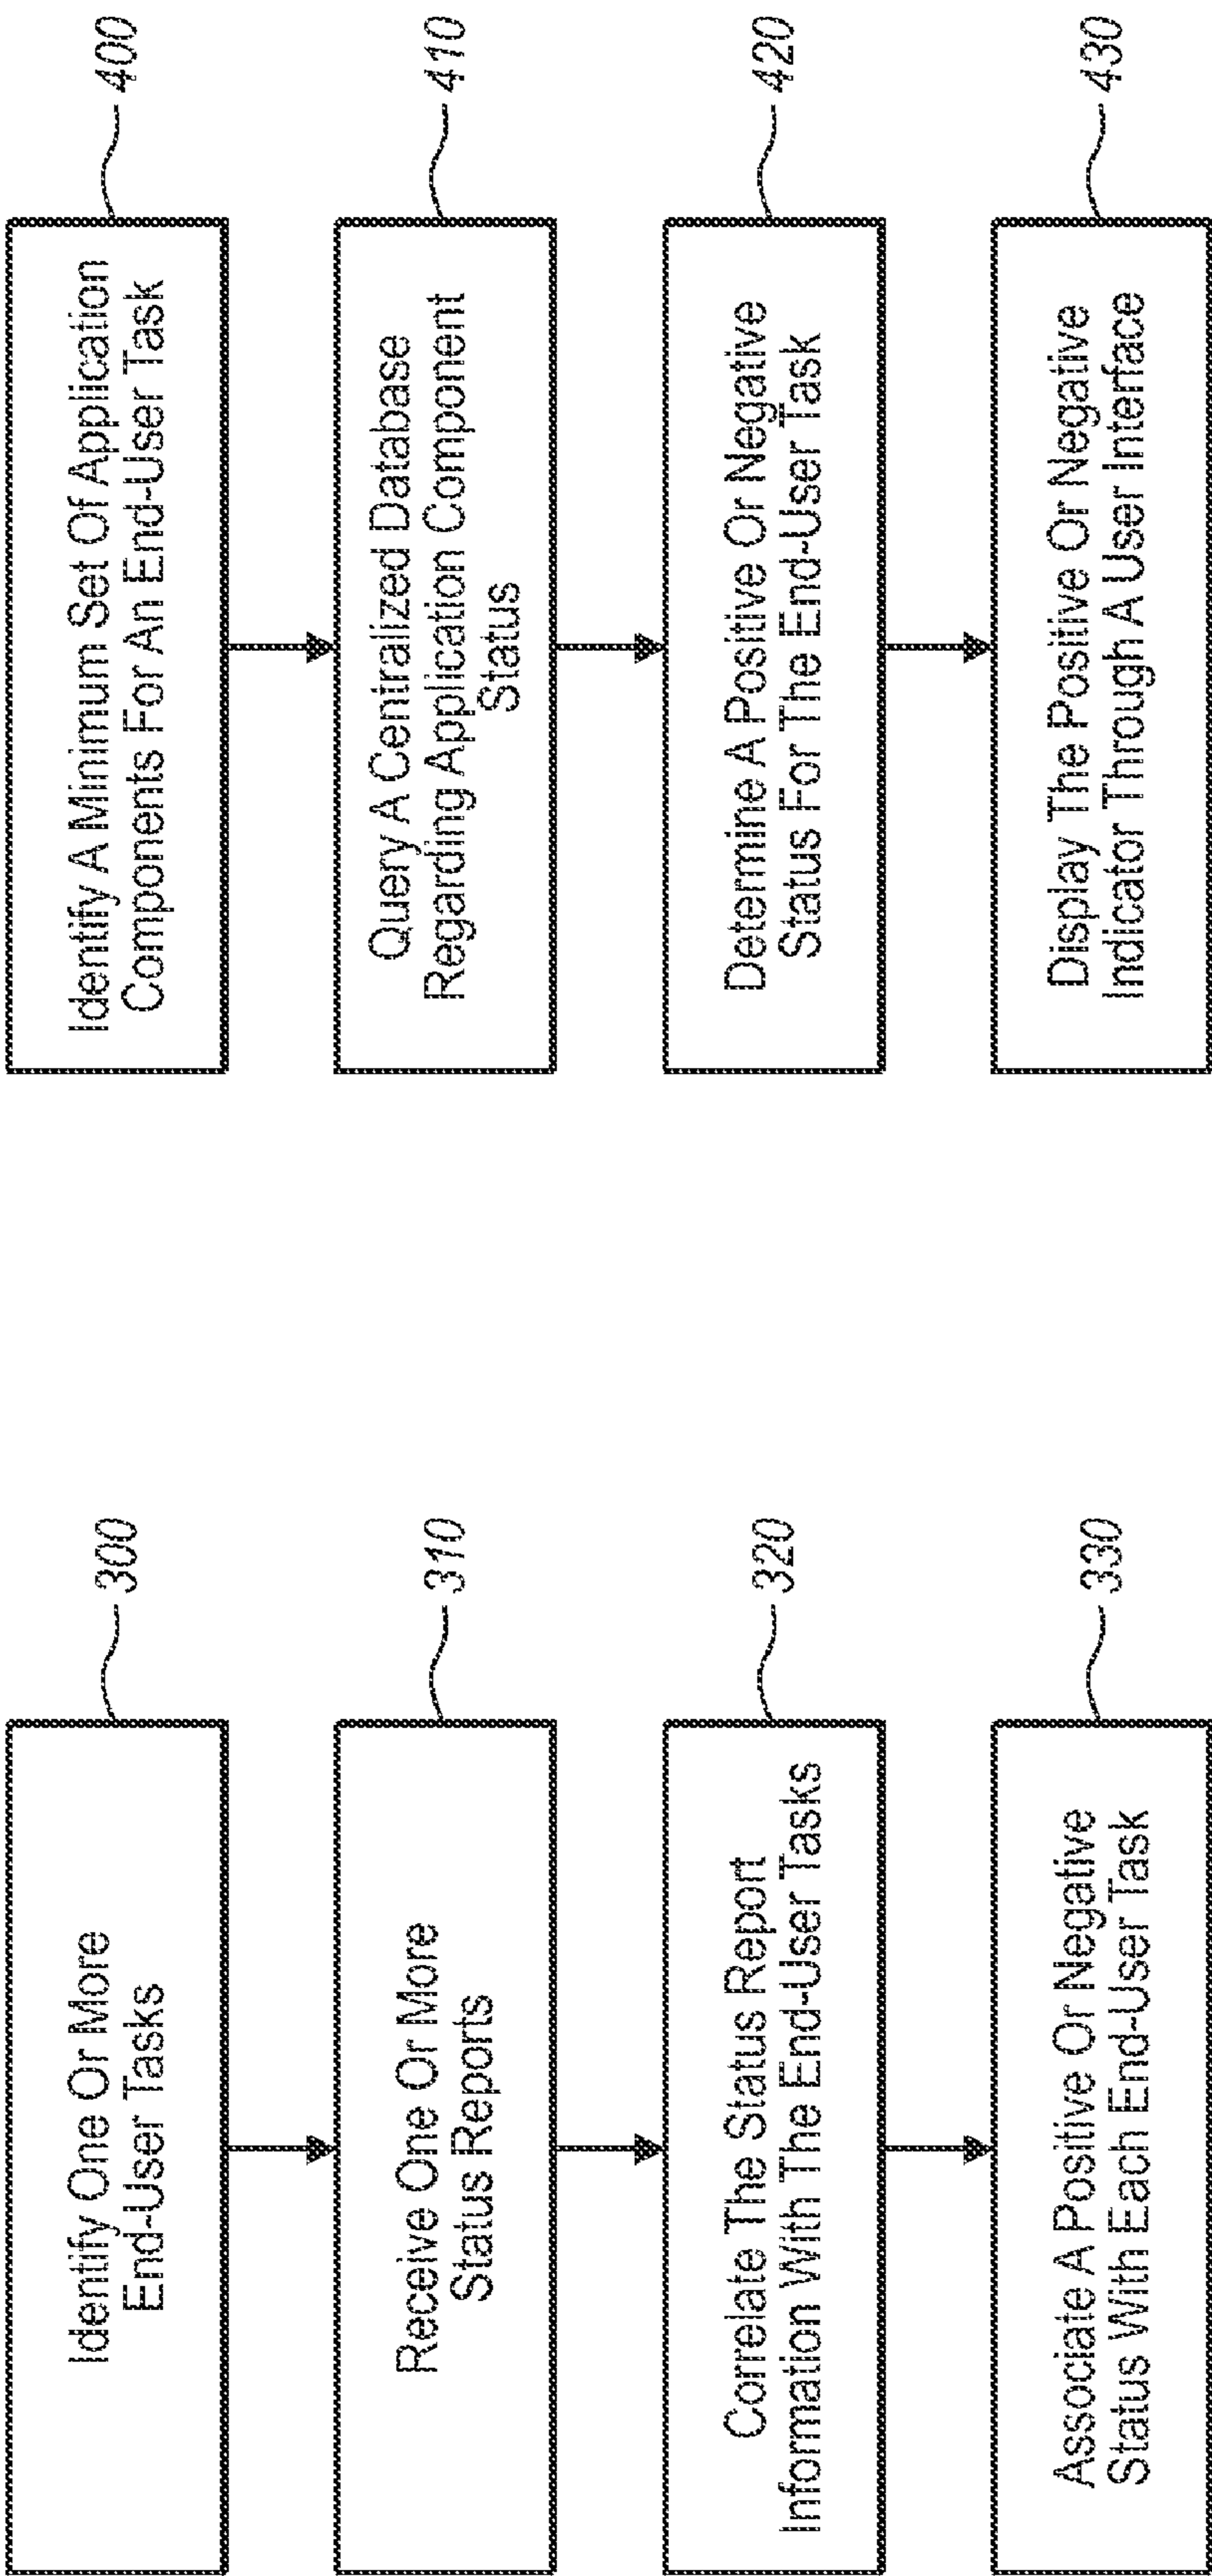 Identify One Or More
End-User Tasks
300
Receive One Or More
Status Reports
310
Correlate The Status Report
Information With The End-User Tasks
320
Associate A Positive Or Negative
Status With Each End-User Task
330
Identify A Minimum Set Of Application
Components For An End-User Task
400
Query A Centralized Database
Regarding Application Component
Status
410
Determine A Positive Or Negative
Status For The End-User Task
420
Display The Positive Or Negative
Indicator Through A User Interface
430